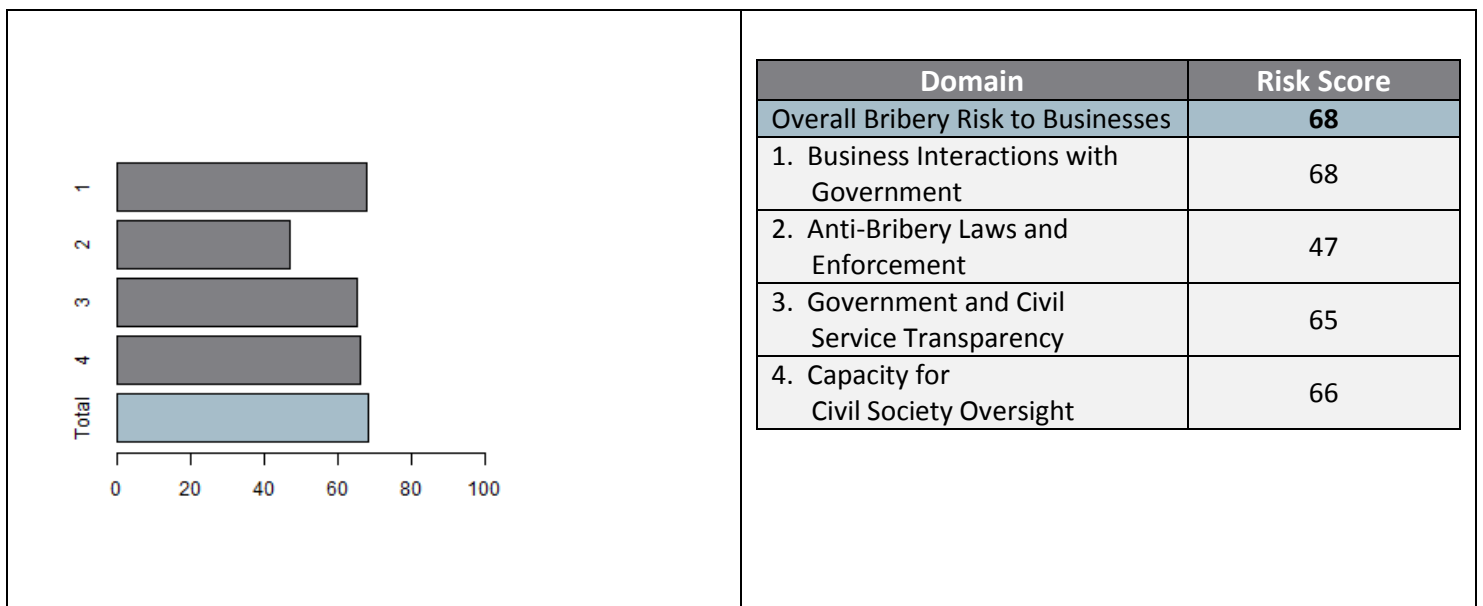 1
2
3
4
Total
0 20 40 60 80 100
Domain Risk Score
Overall Bribery Risk to Businesses 68
1. Business Interactions with
Government
68
2. Anti-Bribery Laws and
Enforcement
47
3. Government and Civil
Service Transparency
65
4. Capacity for
Civil Society Oversight
66